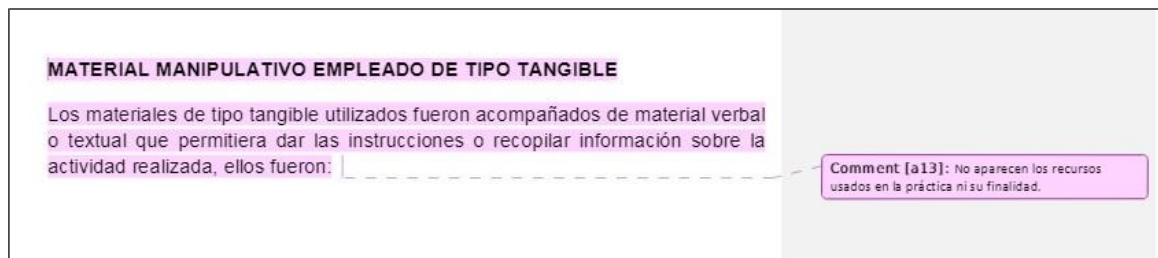 MATERIAL MANIPULATIVO EMPLEADO DE TIPO TANGIBLE
Los materiales de tipo tangible utilizados fueron acompañados de material verbal
o textual que permitiera dar las instrucciones o recopilar información sobre la
actividad realizada, ellos fueron:
Comment [a13]: No aparecen los recursos
usados en la práctica ni su finalidad.